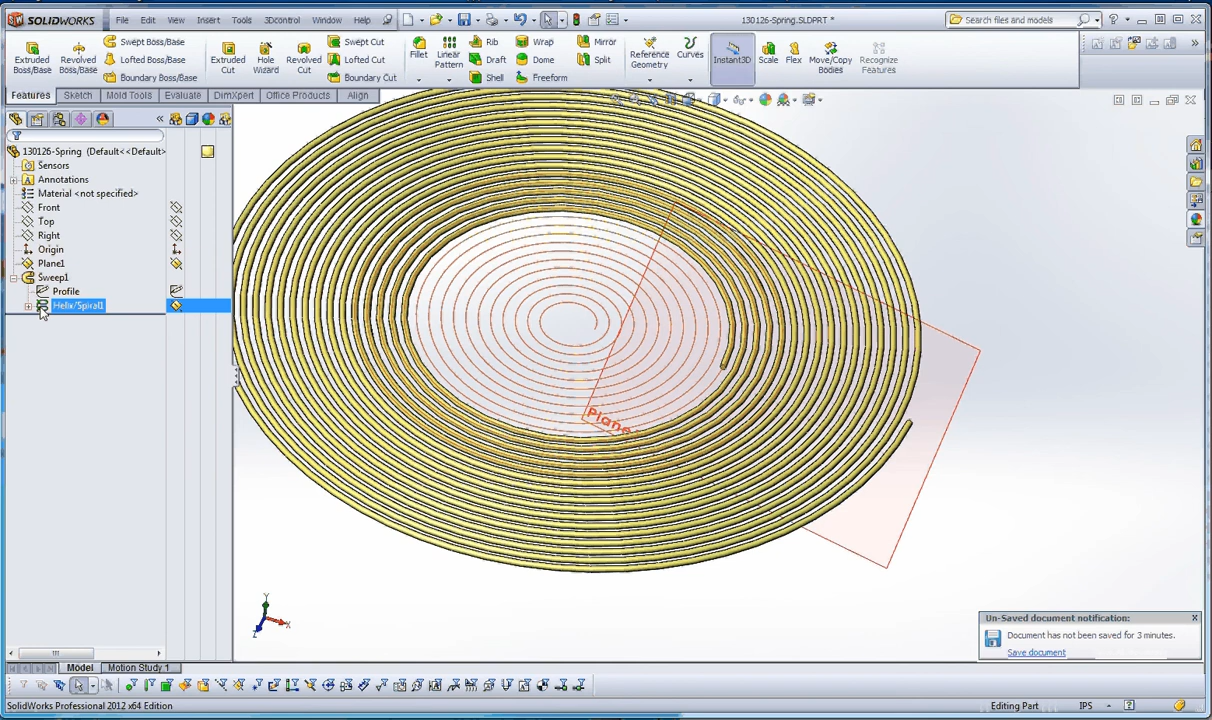 SOLIDWORKS File Edit View Insert Tools 3Dcontrol Window Help 130126-Spring.SLDPRT * Search files and models
Extruded Boss/Base Revolved Boss/Base Swept Boss/Base Lofted Boss/Base Boundary Boss/Base Extruded Cut Hole Wizard Revolved Cut Swept Cut Lofted Cut Boundary Cut Fillet Linear Pattern Rib Draft Shell Wrap Dome Freeform Mirror Split Reference Geometry Curves Instant3D Scale Flex Move/Copy Bodies Recognize Features
Features Sketch Mold Tools Evaluate DimXpert Office Products Align
130126-Spring (Default<<Default>
Sensors
Annotations
Material <not specified>
Front
Top
Right
Origin
Plane1
Sweep1
Profile
Helix/Spiral1
Plane
Un-Saved document notification:
Document has not been saved for 3 minutes.
Save document
Model Motion Study 1
SolidWorks Professional 2012 x64 Edition Editing Part IPS